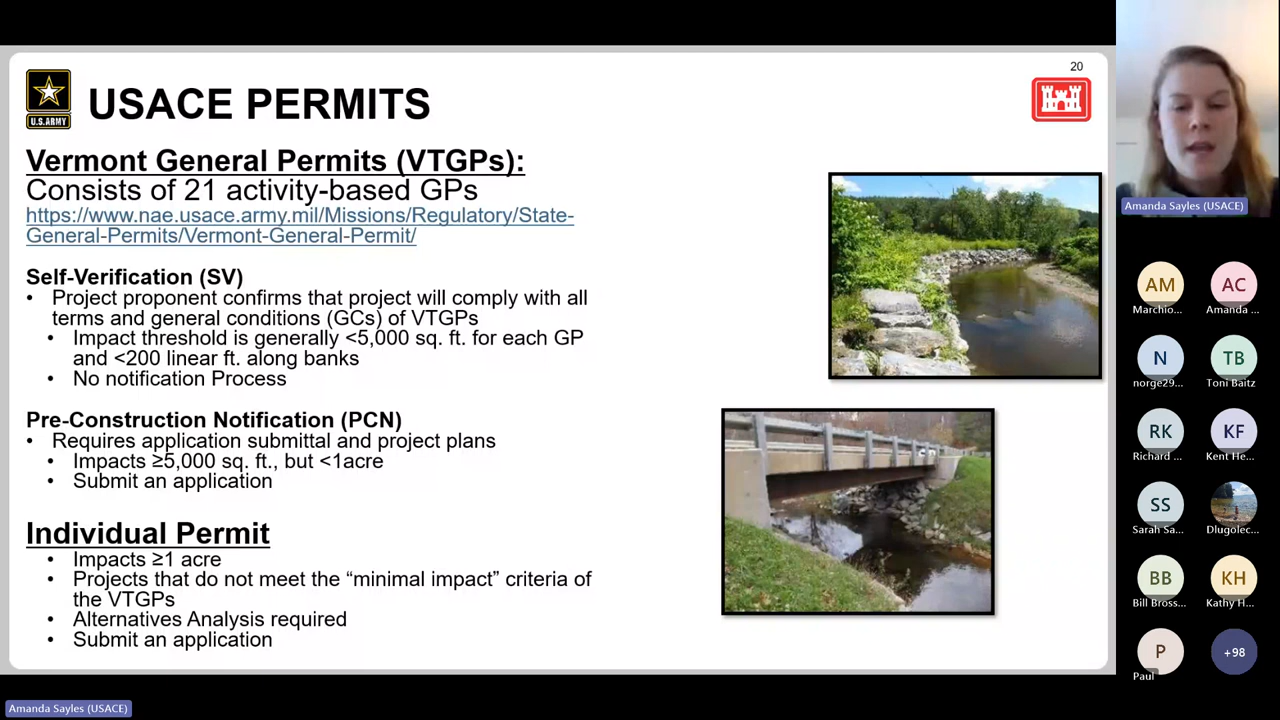 20
U.S.ARMY
USACE PERMITS
Vermont General Permits (VTGPs):
Consists of 21 activity-based GPs
https://www.nae.usace.army.mil/Missions/Regulatory/State-
General-Permits/Vermont-General-Permit/
Self-Verification (SV)
• Project proponent confirms that project will comply with all
terms and general conditions (GCs) of VTGPs
• Impact threshold is generally <5,000 sq. ft. for each GP
and <200 linear ft. along banks
• No notification Process
Pre-Construction Notification (PCN)
• Requires application submittal and project plans
• Impacts ≥5,000 sq. ft., but <1acre
• Submit an application
Individual Permit
• Impacts ≥1 acre
• Projects that do not meet the “minimal impact” criteria of
the VTGPs
• Alternatives Analysis required
• Submit an application
Amanda Sayles (USACE)
AM
Marchio...
AC
Amanda ...
N
norge29...
TB
Toni Baitz
RK
Richard ...
KF
Kent He...
SS
Sarah Sa...
Dlugolec...
BB
Bill Bross...
KH
Kathy H...
P
Paul
+98
Amanda Sayles (USACE)